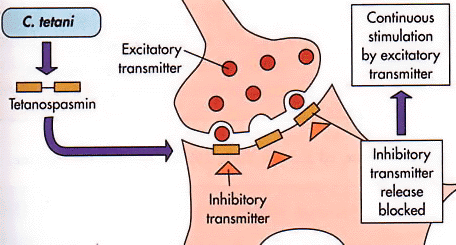 C. tetani
Tetanospasmin
Excitatory
transmitter
Inhibitory
transmitter
Continuous
stimulation
by excitatory
transmitter
Inhibitory
transmitter
release
blocked